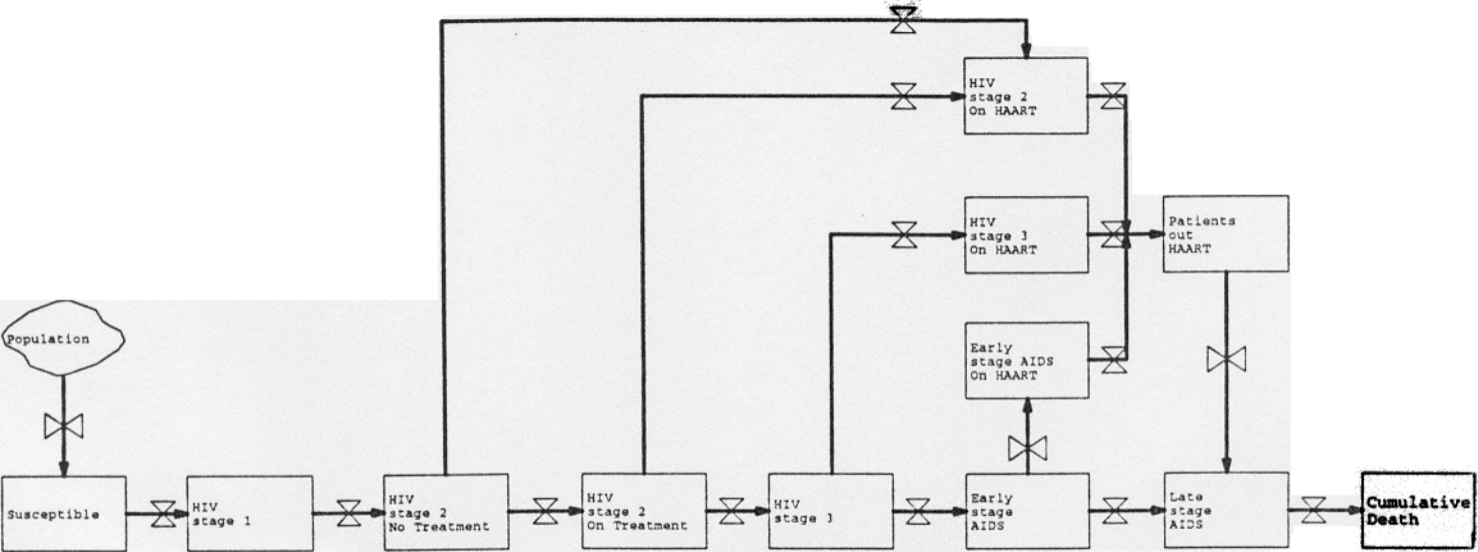 HIV
stage 2
On HAART
HIV
stage 3
On HAART
Patients
out
HAART
Population
Early
stage AIDS
On HAART
Susceptible
HIV
stage 1
HIV
stage 2
No Treatment
HIV
stage 2
On Treatment
HIV
stage 3
Early
stage
AIDS
Late
stage
AIDS
Cumulative
Death